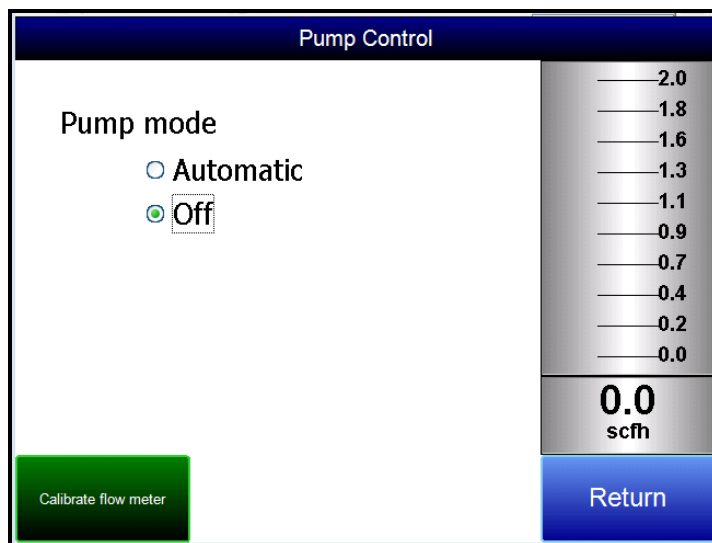 Pump Control
Pump mode
Automatic
Off
2.0
1.8
1.6
1.3
1.1
0.9
0.7
0.4
0.2
0.0
0.0
scfh
Calibrate flow meter
Return